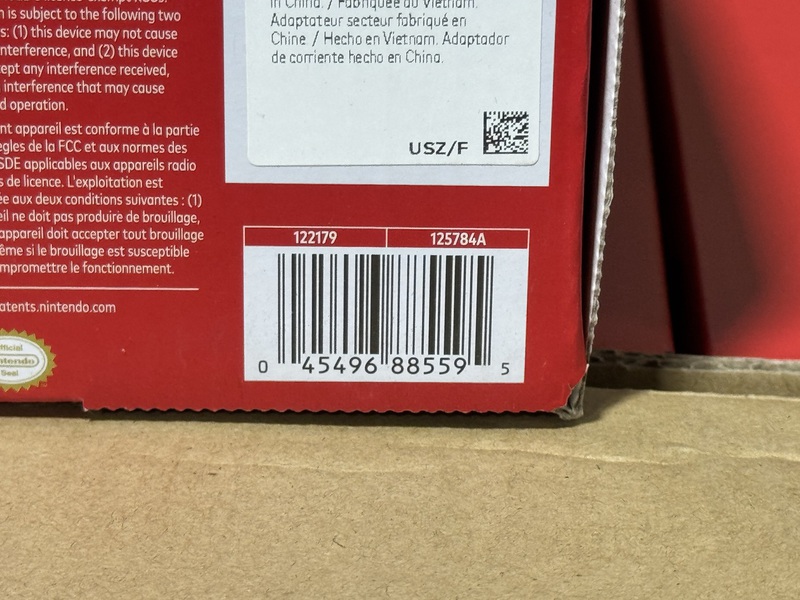 n is subject to the following two
s: (1) this device may not cause
nterference, and (2) this device
cept any interference received,
interference that may cause
d operation.
nt appareil est conforme à la partie
egles de la FCC et aux normes des
SDE applicables aux appareils radio
s de licence. L'exploitation est
ée aux deux conditions suivantes : (1)
eil ne doit pas produire de brouillage,
appareil doit accepter tout brouillage
ême si le brouillage est susceptible
mpromettre le fonctionnement.
atents.nintendo.com
Official
Nintendo
Seal
in China. / Fabriquée au Vietnam.
Adaptateur secteur fabriqué en
Chine / Hecho en Vietnam. Adaptador
de corriente hecho en China.
USZ/F
122179 125784A
0 45496 88559 5